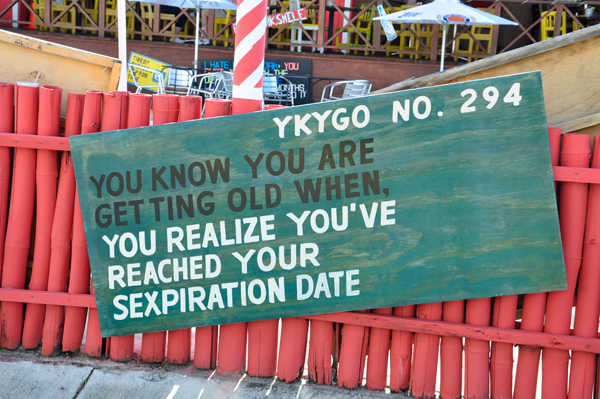 YKYGO NO. 294
YOU KNOW YOU ARE
GETTING OLD WHEN,
YOU REALIZE YOU'VE
REACHED YOUR
SEXPIRATION DATE
SMILE
I HATE
YOU